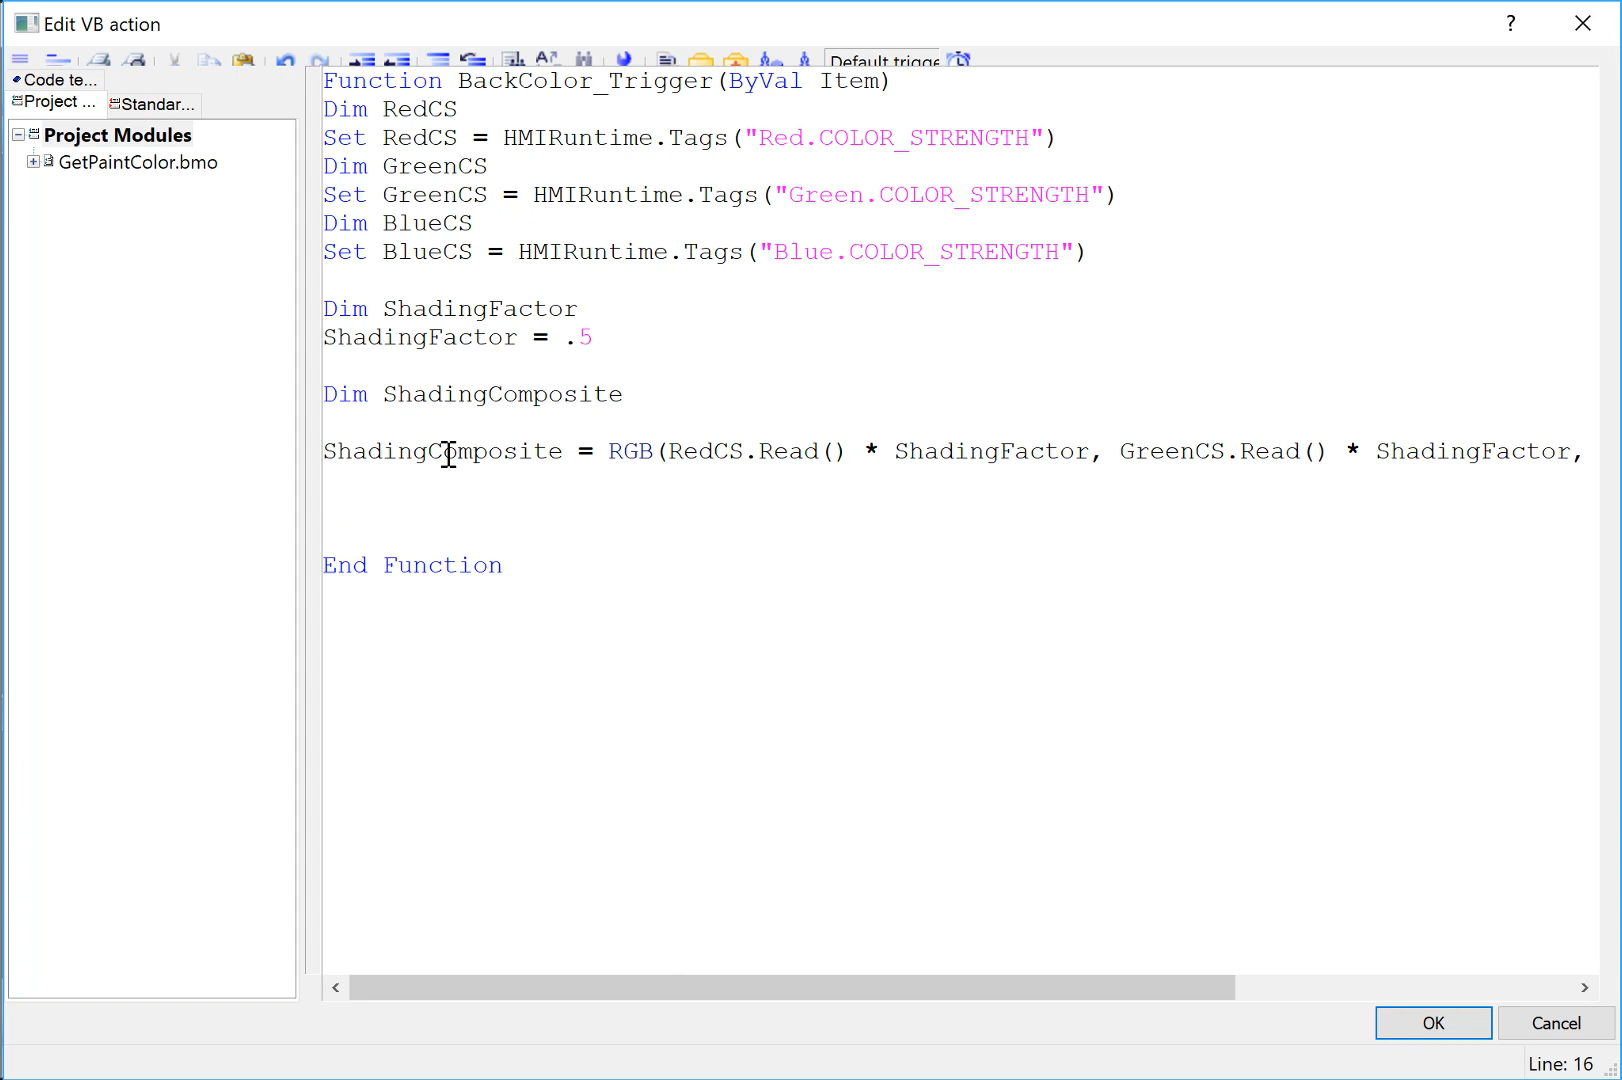 Edit VB action
?
Default trigge
Code te...
Project ...
Standar...
Project Modules
GetPaintColor.bmo
Function BackColor_Trigger(ByVal Item)
Dim RedCS
Set RedCS = HMIRuntime.Tags("Red.COLOR_STRENGTH")
Dim GreenCS
Set GreenCS = HMIRuntime.Tags("Green.COLOR_STRENGTH")
Dim BlueCS
Set BlueCS = HMIRuntime.Tags("Blue.COLOR_STRENGTH")
Dim ShadingFactor
ShadingFactor = .5
Dim ShadingComposite
ShadingComposite = RGB(RedCS.Read() * ShadingFactor, GreenCS.Read() * ShadingFactor,
End Function
OK
Cancel
Line: 16